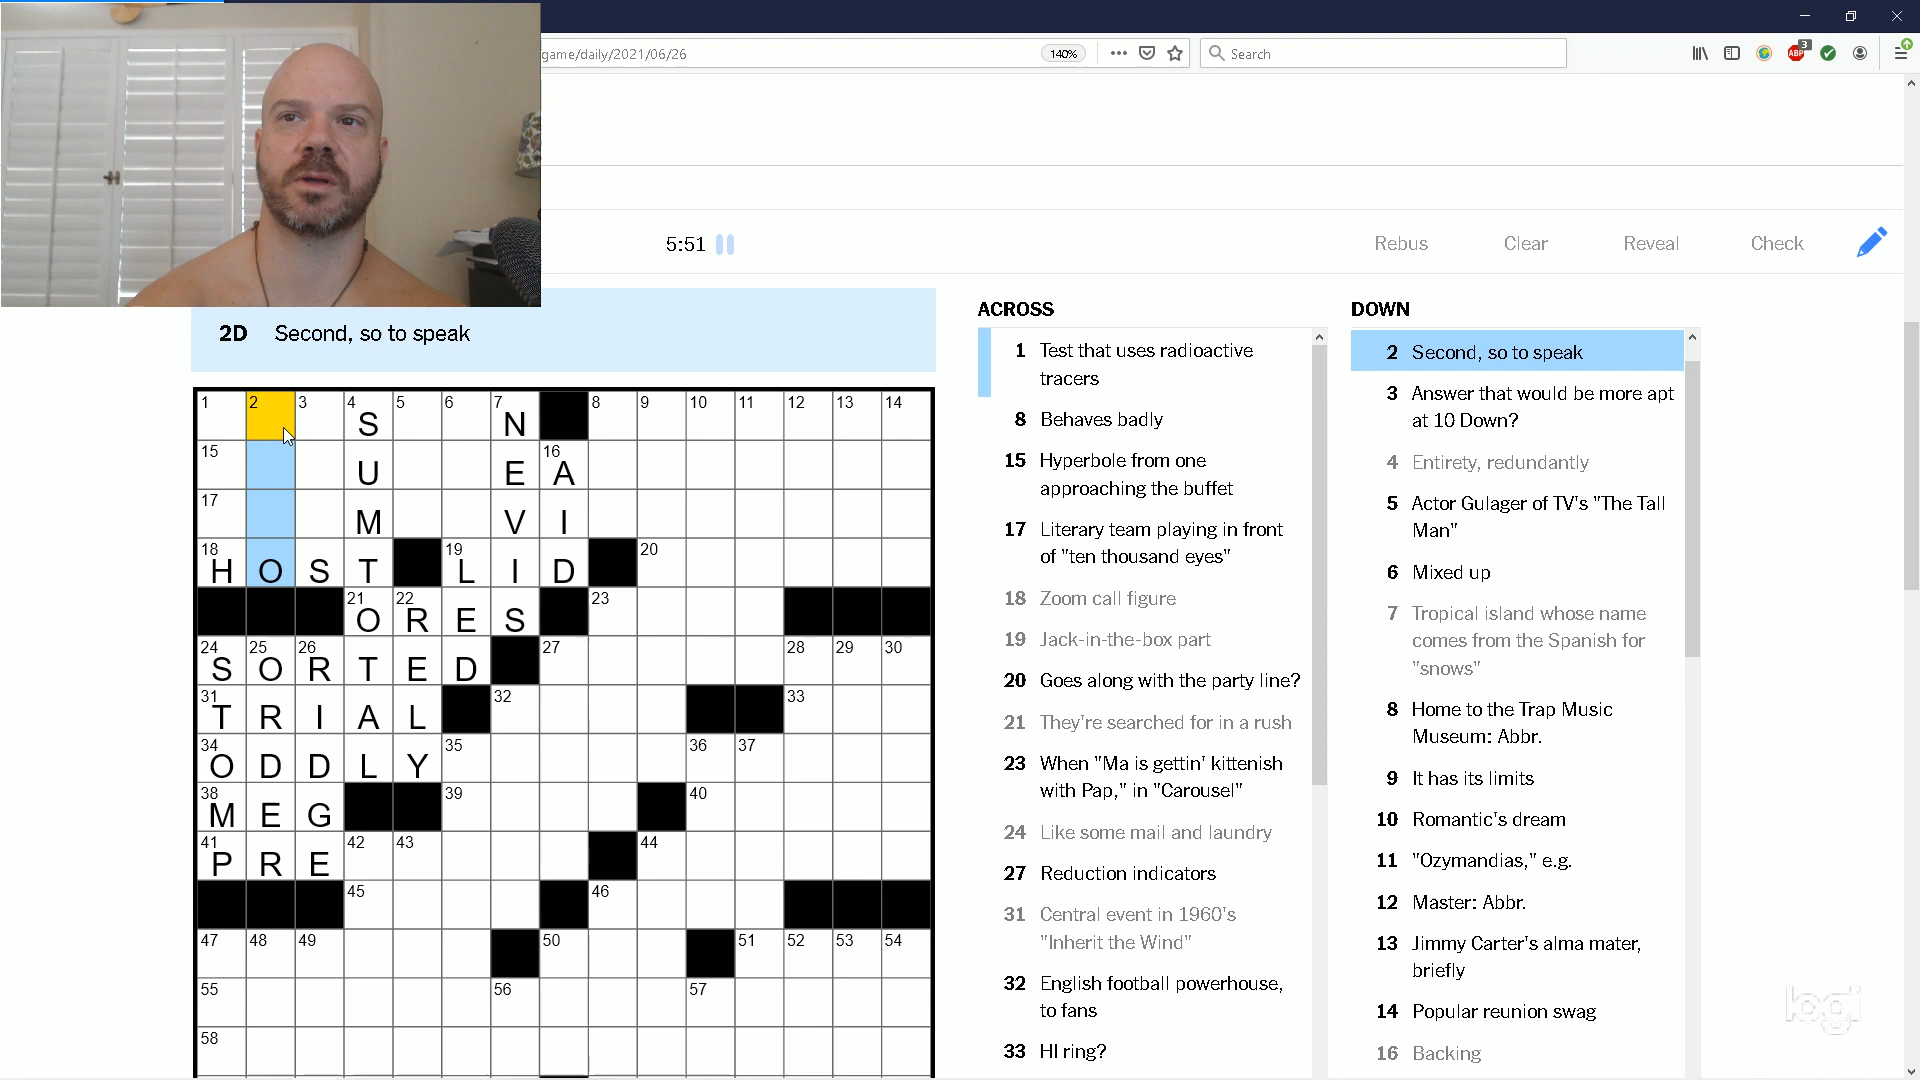 game/daily/2021/06/26
140%
Search
3
5:51
Rebus
Clear
Reveal
Check
2D Second, so to speak
1 2 3 4 5 6 7 8 9 10 11 12 13 14
S N
15 16
U E A
17
M V I
18 19 20
H O S T L I D
21 22 23
O R E S
24 25 26 27 28 29 30
S O R T E D
31 32 33
T R I A L
34 35 36 37
O D D L Y
38 39 40
M E G
41 42 43 44
P R E
45 46
47 48 49 50 51 52 53 54
55 56 57
58
ACROSS
1 Test that uses radioactive
tracers
8 Behaves badly
15 Hyperbole from one
approaching the buffet
17 Literary team playing in front
of "ten thousand eyes"
18 Zoom call figure
19 Jack-in-the-box part
20 Goes along with the party line?
21 They're searched for in a rush
23 When "Ma is gettin' kittenish
with Pap," in "Carousel"
24 Like some mail and laundry
27 Reduction indicators
31 Central event in 1960's
"Inherit the Wind"
32 English football powerhouse,
to fans
33 HI ring?
DOWN
2 Second, so to speak
3 Answer that would be more apt
at 10 Down?
4 Entirety, redundantly
5 Actor Gulager of TV's "The Tall
Man"
6 Mixed up
7 Tropical island whose name
comes from the Spanish for
"snows"
8 Home to the Trap Music
Museum: Abbr.
9 It has its limits
10 Romantic's dream
11 "Ozymandias," e.g.
12 Master: Abbr.
13 Jimmy Carter's alma mater,
briefly
14 Popular reunion swag
16 Backing
logi